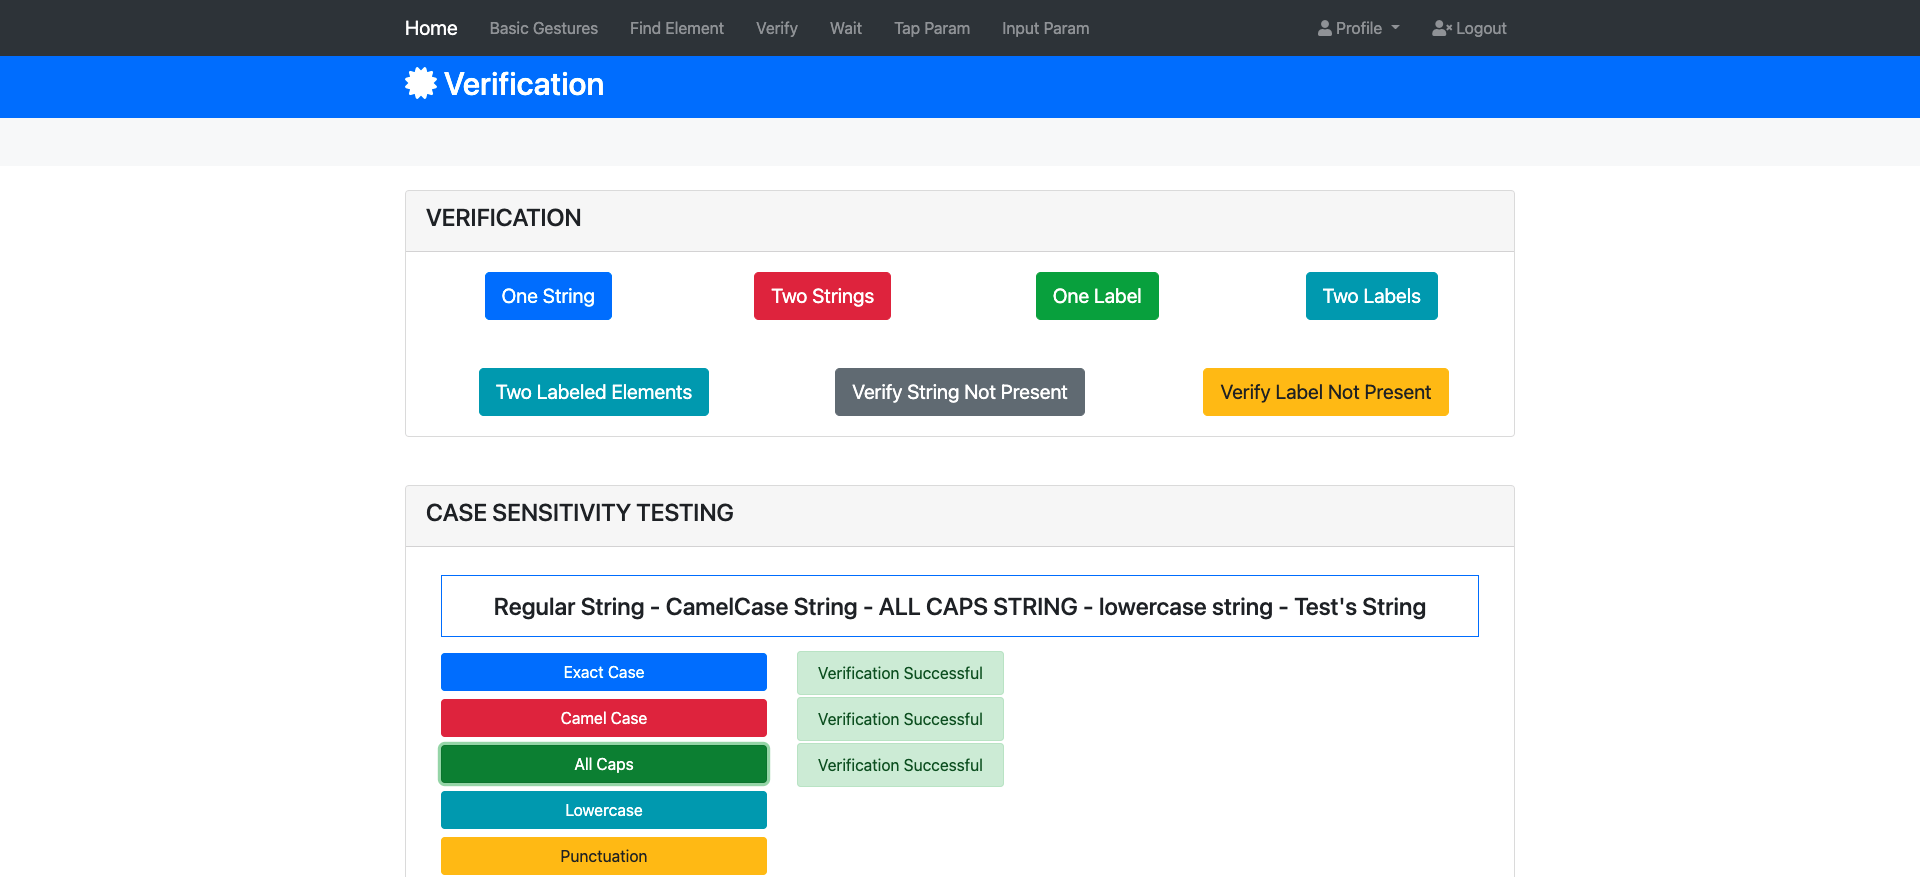 Home Basic Gestures Find Element Verify Wait Tap Param Input Param Profile Logout
Verification
VERIFICATION
One String Two Strings One Label Two Labels
Two Labeled Elements Verify String Not Present Verify Label Not Present
CASE SENSITIVITY TESTING
Regular String - CamelCase String - ALL CAPS STRING - lowercase string - Test's String
Exact Case Verification Successful
Camel Case Verification Successful
All Caps Verification Successful
Lowercase
Punctuation